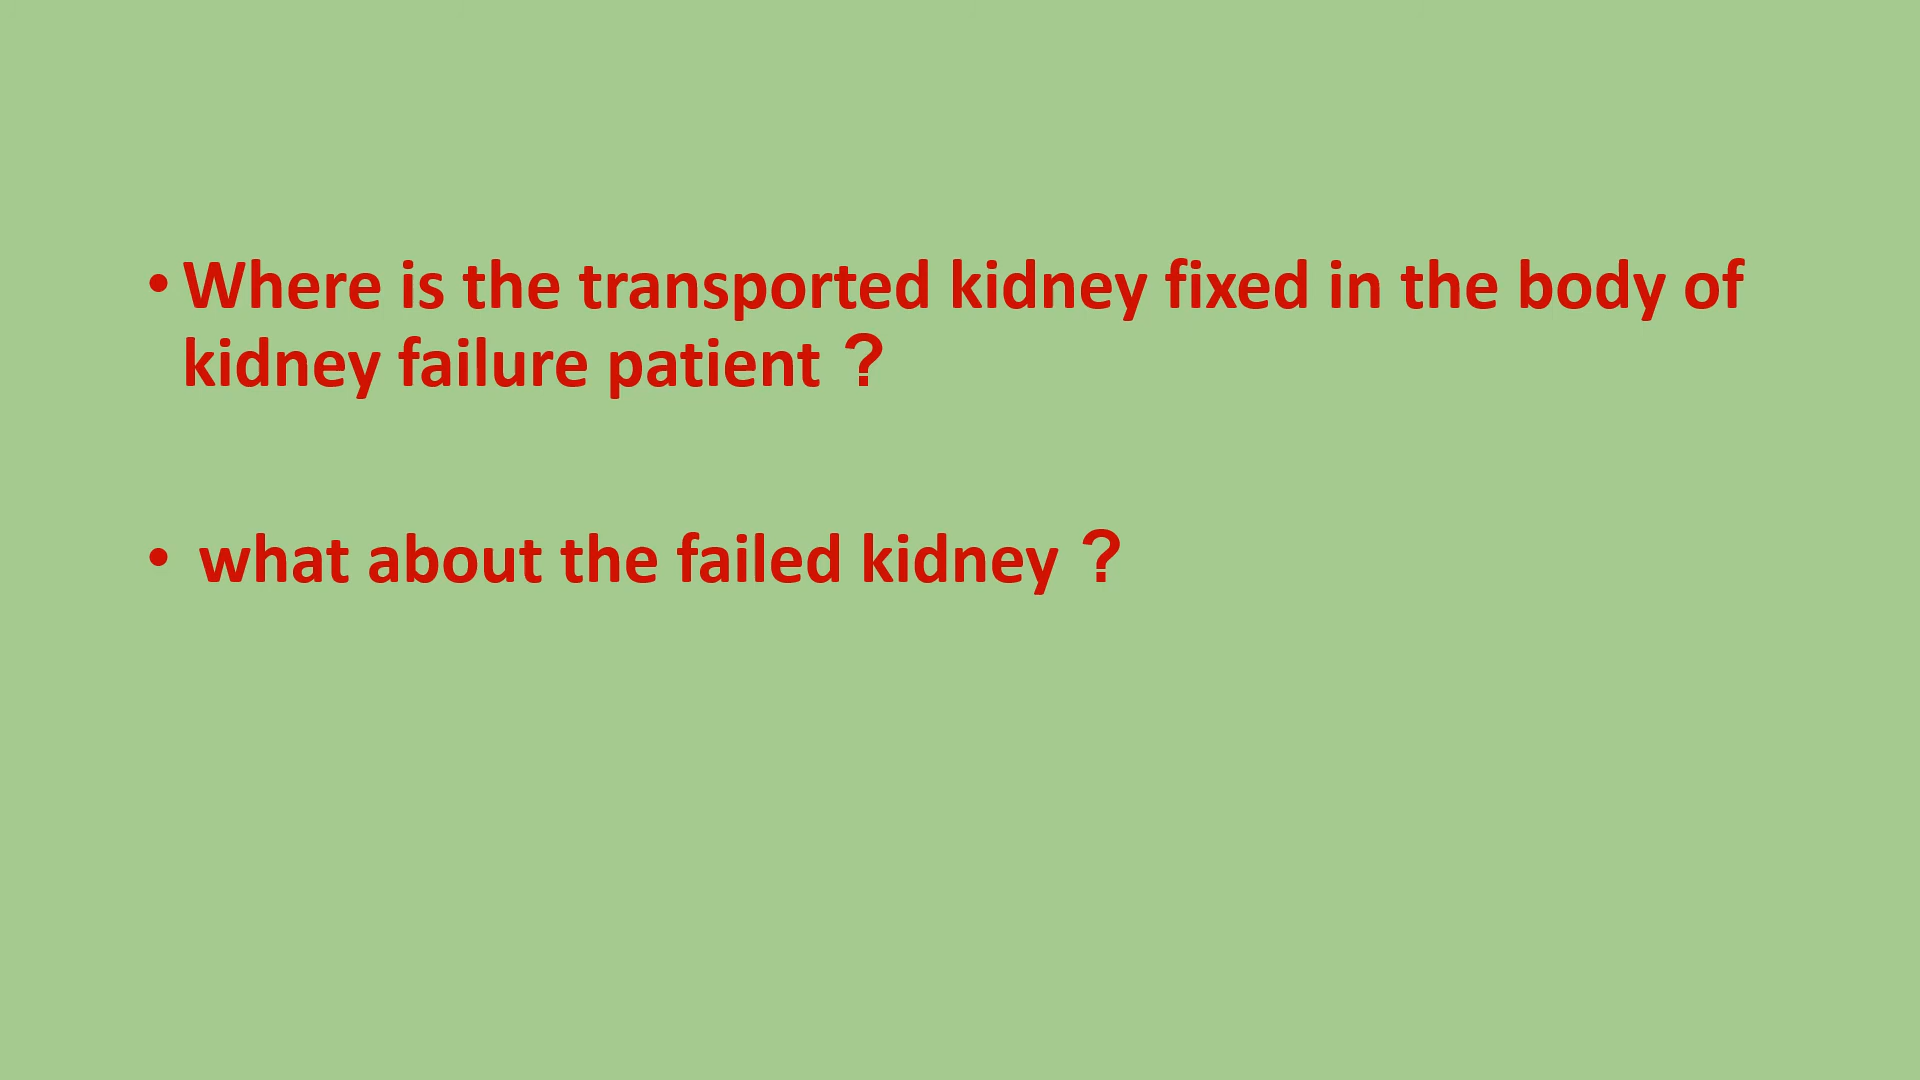 • Where is the transported kidney fixed in the body of
kidney failure patient ?
• what about the failed kidney ?